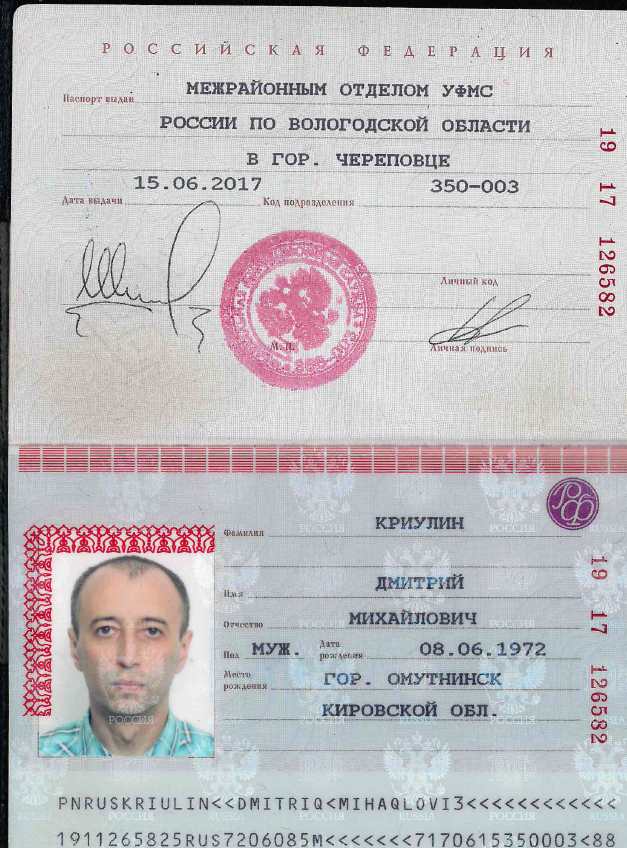 РОССИЙСКАЯ ФЕДЕРАЦИЯ
Паспорт выдан МЕЖРАЙОННЫМ ОТДЕЛОМ УФМС
РОССИИ ПО ВОЛОГОДСКОЙ ОБЛАСТИ
В ГОР. ЧЕРЕПОВЦЕ
Дата выдачи 15.06.2017 Код подразделения 350-003
19 17 126582
Личный код
М.П.
Личная подпись
РФ
Фамилия КРИУЛИН
Имя ДМИТРИЙ
Отчество МИХАЙЛОВИЧ
Пол МУЖ. Дата рождения 08.06.1972
Место рождения ГОР. ОМУТНИНСК
КИРОВСКОЙ ОБЛ.
19 17 126582
РОССИЯ
RUSSIA
PNRUSKRIULIN<<DMITRIQ<MIHAQLOVI3<<<<<<<<<<<<
1911265825RUS7206085M<<<<<<<7170615350003<88